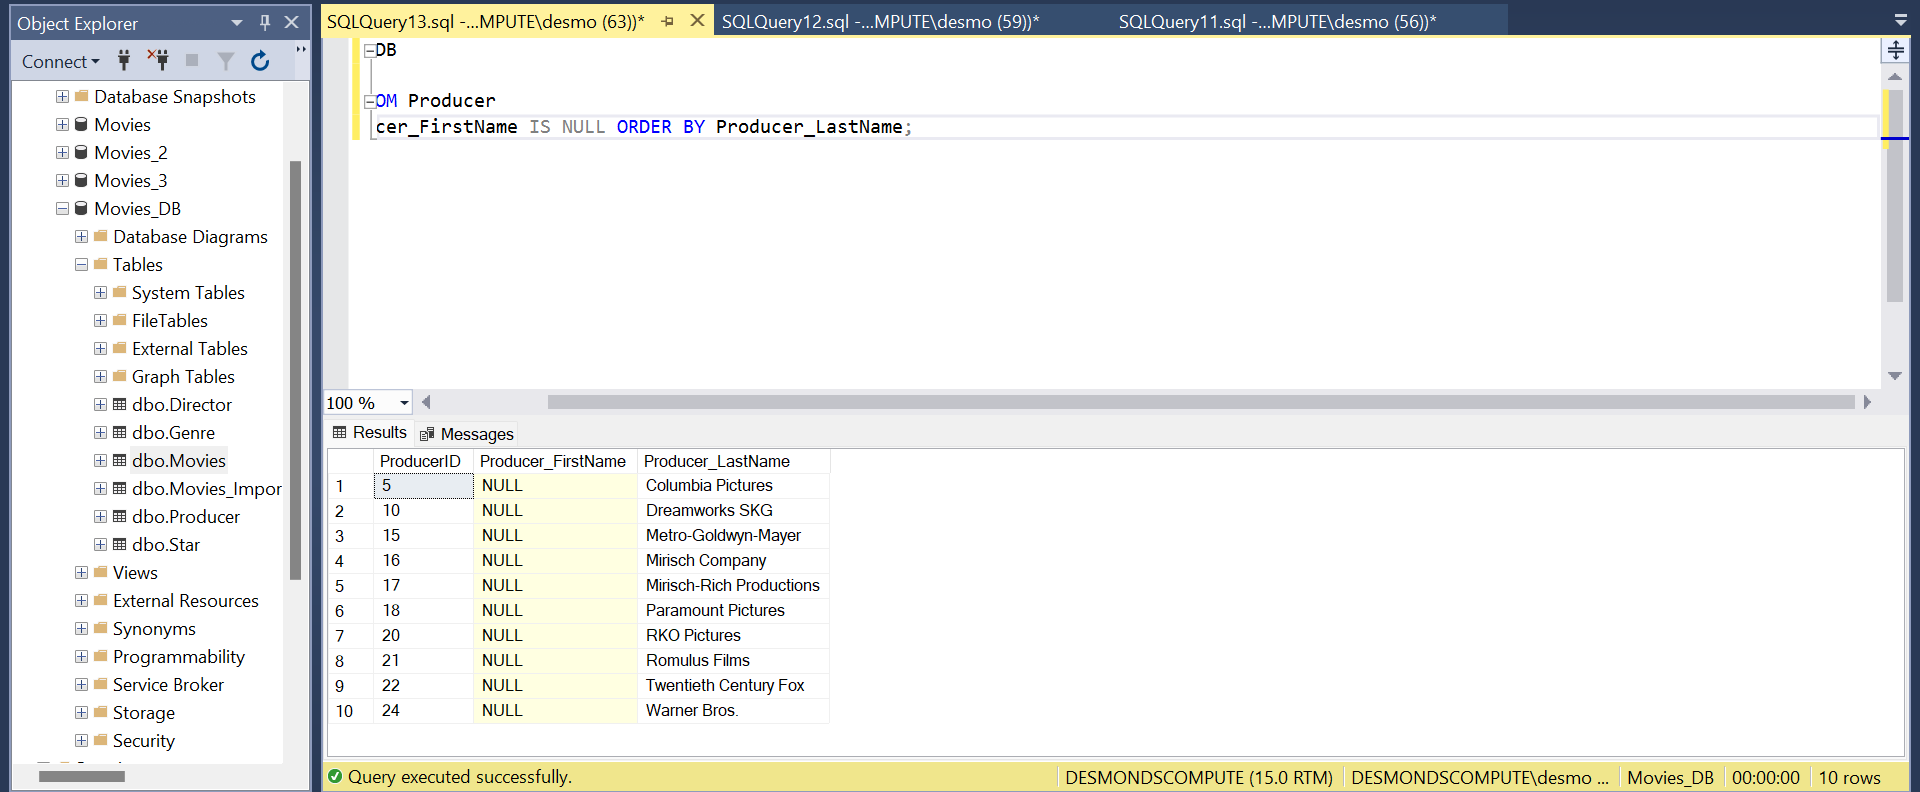 Object Explorer
Connect
Database Snapshots
Movies
Movies_2
Movies_3
Movies_DB
Database Diagrams
Tables
System Tables
FileTables
External Tables
Graph Tables
dbo.Director
dbo.Genre
dbo.Movies
dbo.Movies_Impor
dbo.Producer
dbo.Star
Views
External Resources
Synonyms
Programmability
Service Broker
Storage
Security
SQLQuery13.sql -...MPUTE\desmo (63))* SQLQuery12.sql -...MPUTE\desmo (59))* SQLQuery11.sql -...MPUTE\desmo (56))*
DB
OM Producer
cer_FirstName IS NULL ORDER BY Producer_LastName;
100 %
Results Messages
ProducerID Producer_FirstName Producer_LastName
1 5 NULL Columbia Pictures
2 10 NULL Dreamworks SKG
3 15 NULL Metro-Goldwyn-Mayer
4 16 NULL Mirisch Company
5 17 NULL Mirisch-Rich Productions
6 18 NULL Paramount Pictures
7 20 NULL RKO Pictures
8 21 NULL Romulus Films
9 22 NULL Twentieth Century Fox
10 24 NULL Warner Bros.
Query executed successfully. DESMONDSCOMPUTE (15.0 RTM) DESMONDSCOMPUTE\desmo ... Movies_DB 00:00:00 10 rows